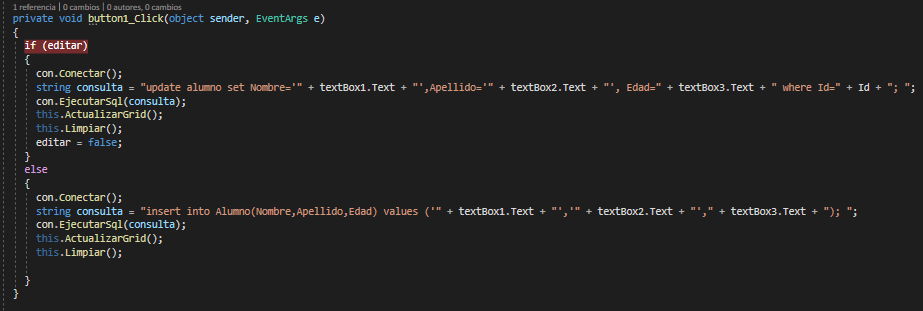 1 referencia | 0 cambios | 0 autores, 0 cambios
private void button1_Click(object sender, EventArgs e)
{
if (editar)
{
con.Conectar();
string consulta = "update alumno set Nombre='" + textBox1.Text + "',Apellido='" + textBox2.Text + "', Edad=" + textBox3.Text + " where Id=" + Id + "; ";
con.EjecutarSql(consulta);
this.ActualizarGrid();
this.Limpiar();
editar = false;
}
else
{
con.Conectar();
string consulta = "insert into Alumno(Nombre,Apellido,Edad) values ('" + textBox1.Text + "','" + textBox2.Text + "'," + textBox3.Text + "); ";
con.EjecutarSql(consulta);
this.ActualizarGrid();
this.Limpiar();
}
}